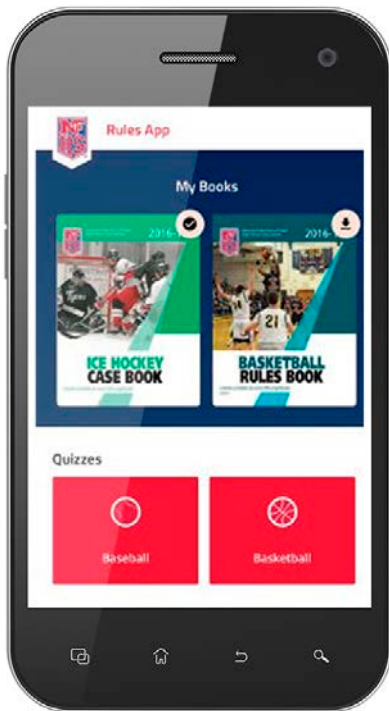 Rules App
My Books
2016-
2016-
ICE HOCKEY
CASE BOOK
21
BASKETBALL
RULES BOOK
Quizzes
Baseball
Basketball